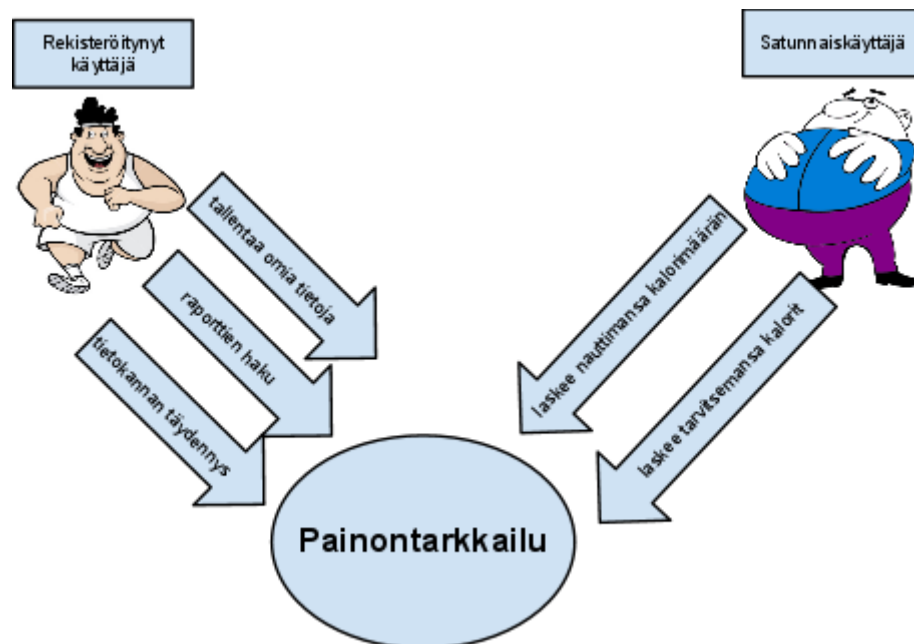 Rekisteröitynyt
käyttäjä
Satunnaiskäyttäjä
tallentaa omia tietoja
raporttien haku
tietokannan täydennys
laskee nauttimansa kalorimäärän
laskee tarvitsemansa kalorit
Painontarkkailu